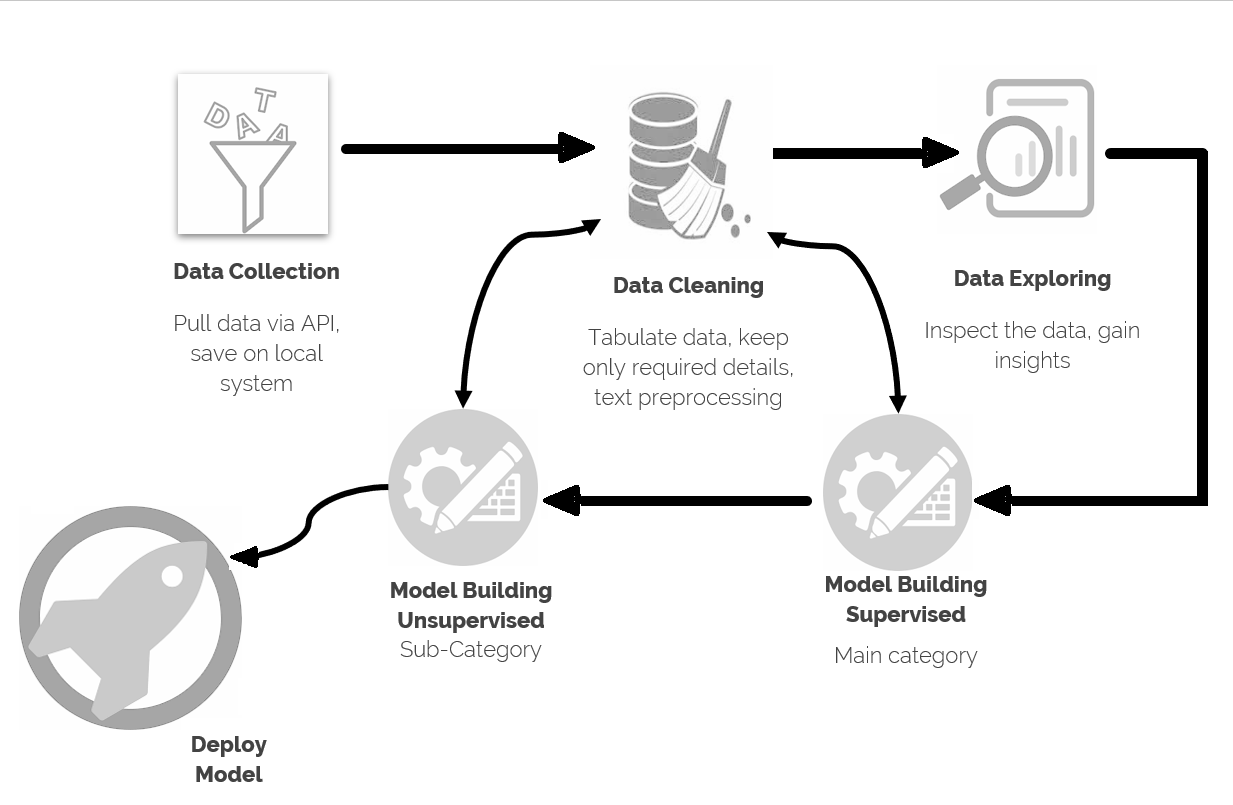 D A T A
Data Collection
Pull data via API,
save on local
system
Data Cleaning
Tabulate data, keep
only required details,
text preprocessing
Data Exploring
Inspect the data, gain
insights
Model Building
Supervised
Main category
Model Building
Unsupervised
Sub-Category
Deploy
Model